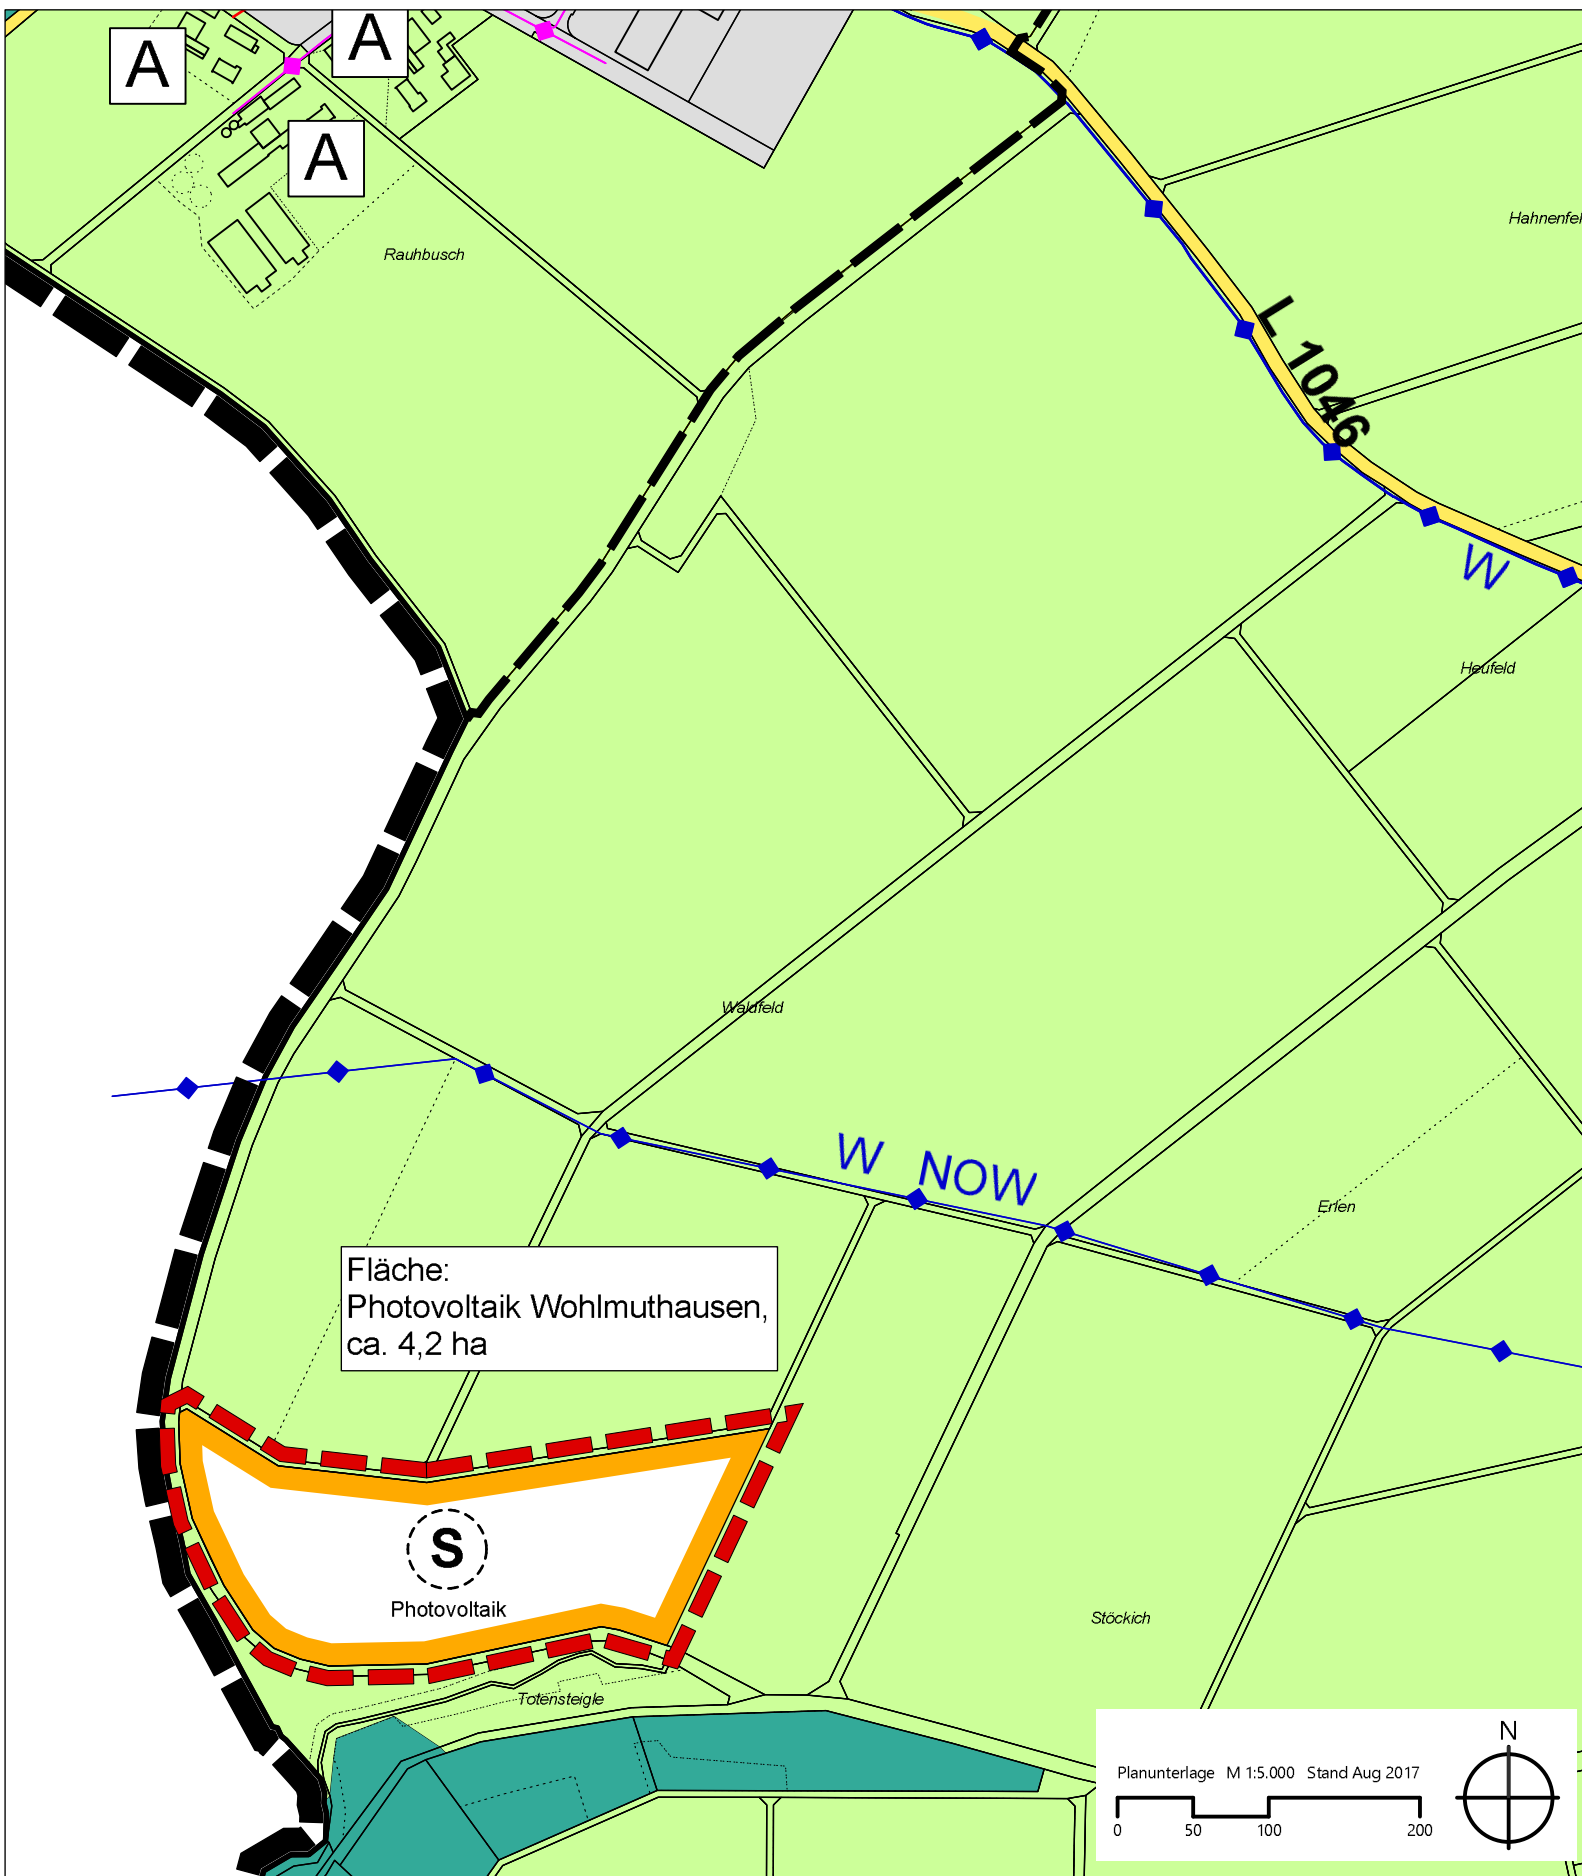 A
A
A
Rauhbusch
Hahnenfel
L 1046
W
Heufeld
Waldfeld
W NOW
Erlen
Fläche:
Photovoltaik Wohlmuthausen,
ca. 4,2 ha
S
Photovoltaik
Stöckich
Totensteigle
N
Planunterlage M 1:5.000 Stand Aug 2017
0 50 100 200